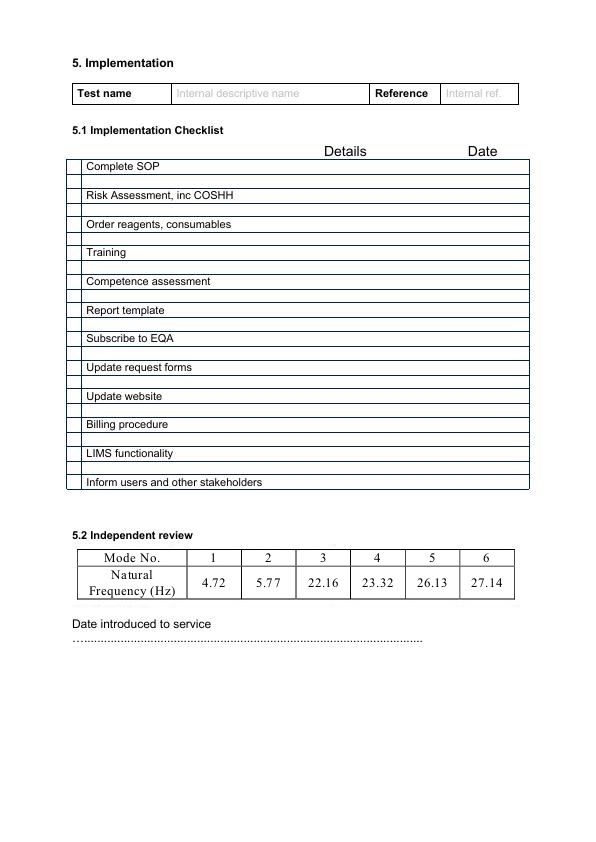 5. Implementation
Test name Internal descriptive name Reference Internal ref.
5.1 Implementation Checklist
Details Date
Complete SOP
Risk Assessment, inc COSHH
Order reagents, consumables
Training
Competence assessment
Report template
Subscribe to EQA
Update request forms
Update website
Billing procedure
LIMS functionality
Inform users and other stakeholders
5.2 Independent review
Mode No. 1 2 3 4 5 6
Natural
Frequency (Hz) 4.72 5.77 22.16 23.32 26.13 27.14
Date introduced to service
….......................................................................................................